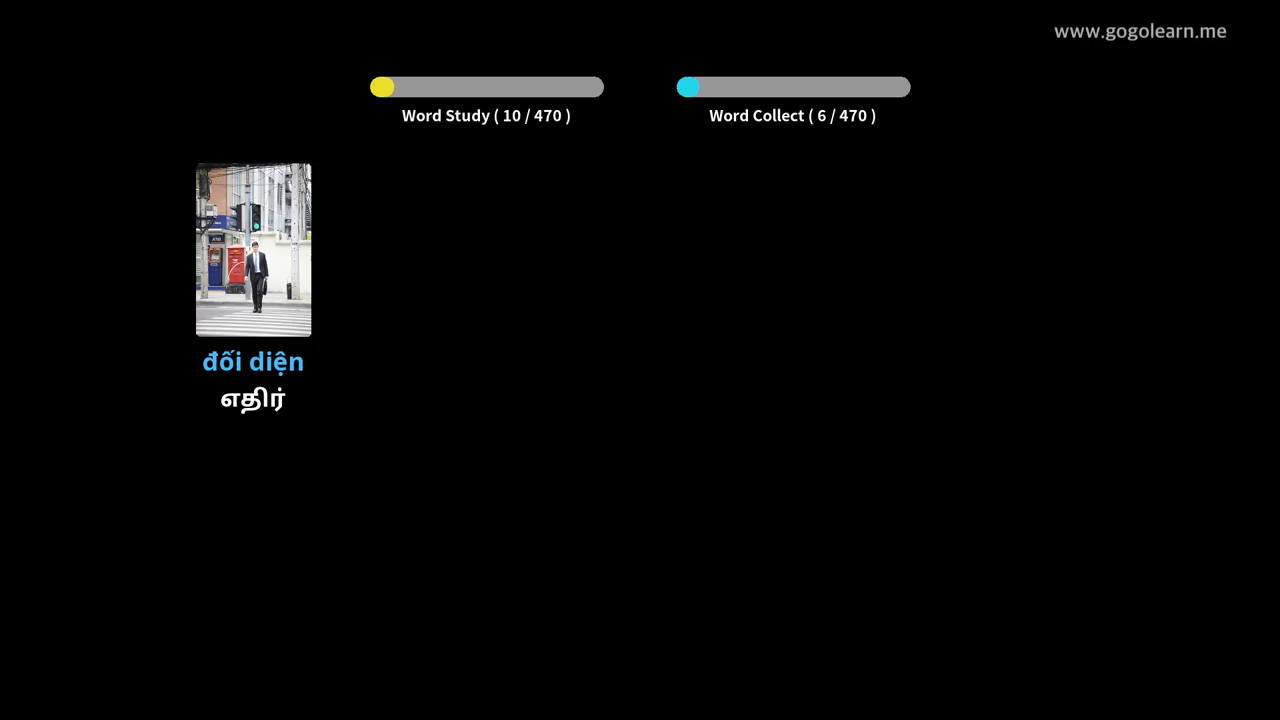 www.gogolearn.me
Word Study ( 10 / 470 )
Word Collect ( 6 / 470 )
đối diện
எதிர்